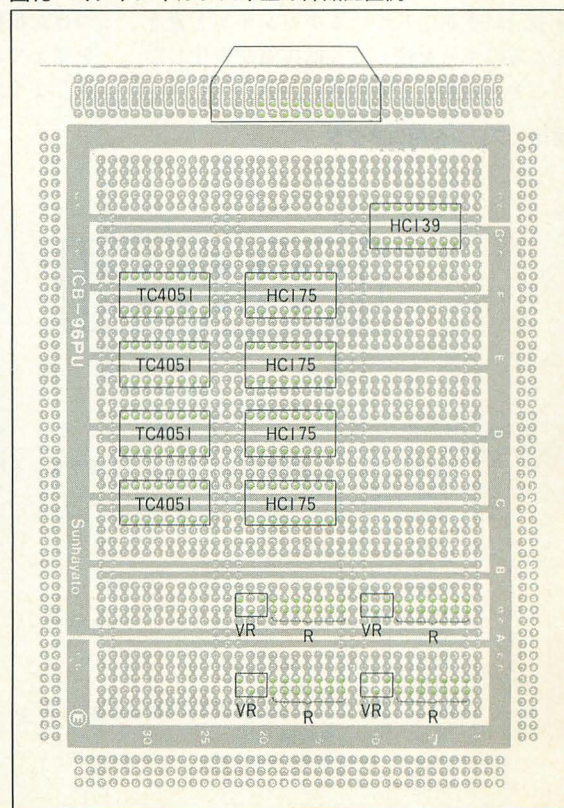 HC139
G
TC4051 HC175
F
ICB-96PU
TC4051 HC175
E
TC4051 HC175
D
TC4051 HC175
C
Sunhayato
B
VR R VR R
A
VR R VR R
E
30 25 20